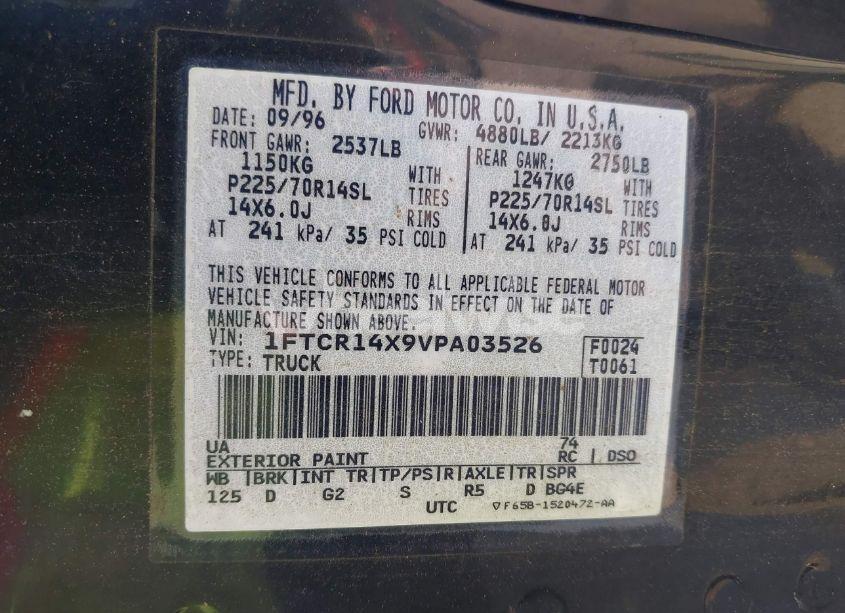 MFD. BY FORD MOTOR CO. IN U.S.A.
DATE: 09/96 GVWR: 4880LB/ 2213KG
FRONT GAWR: 2537LB REAR GAWR: 2750LB
1150KG WITH 1247KG WITH
P225/70R14SL TIRES P225/70R14SL TIRES
14X6.0J RIMS 14X6.0J RIMS
AT 241 kPa/ 35 PSI COLD AT 241 kPa/ 35 PSI COLD
THIS VEHICLE CONFORMS TO ALL APPLICABLE FEDERAL MOTOR
VEHICLE SAFETY STANDARDS IN EFFECT ON THE DATE OF
MANUFACTURE SHOWN ABOVE.
VIN: 1FTCR14X9VPA03526 F0024
TYPE: TRUCK T0061
UA 74
EXTERIOR PAINT RC DSO
WB BRK INT TR TP/PS R AXLE TR SPR
125 D G2 S R5 D BG4E
UTC F65B-1520472-AA